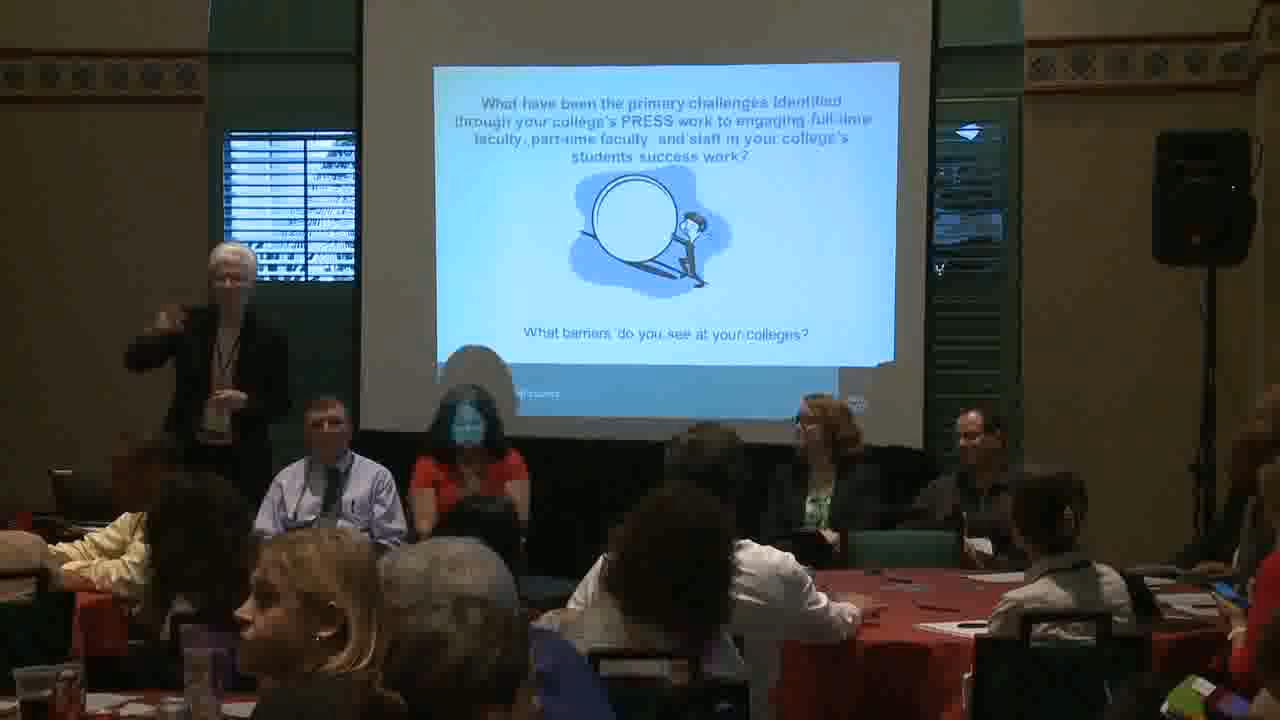 What have been the primary challenges identified
through your college's PRESS work to engaging full-time
faculty, part-time faculty and staff in your college's
students success work?
What barriers do you see at your colleges?